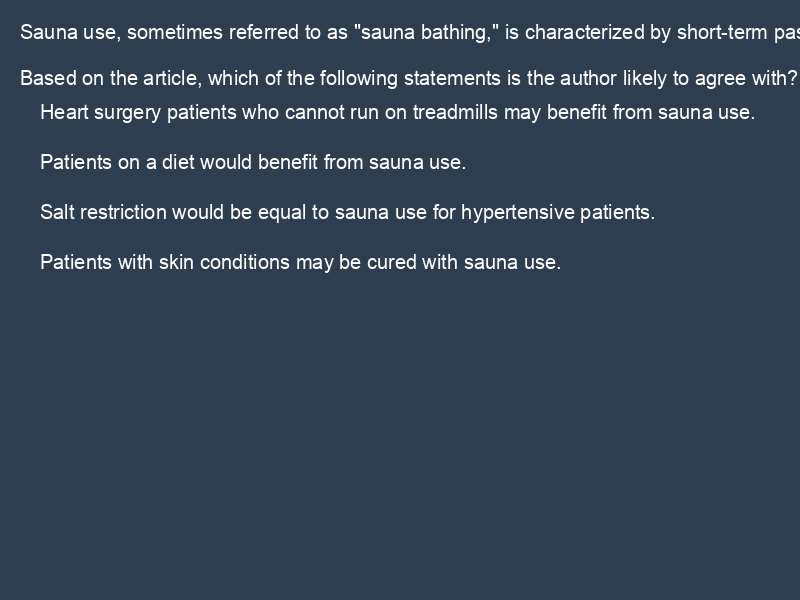 Sauna use, sometimes referred to as "sauna bathing," is characterized by short-term
Based on the article, which of the following statements is the author likely to agree with?
Heart surgery patients who cannot run on treadmills may benefit from sauna use.
Patients on a diet would benefit from sauna use.
Salt restriction would be equal to sauna use for hypertensive patients.
Patients with skin conditions may be cured with sauna use.